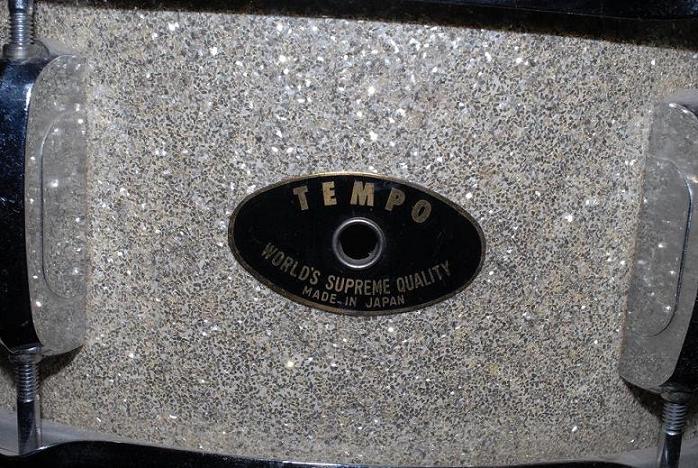 TEMPO
WORLD'S SUPREME QUALITY
MADE-IN JAPAN